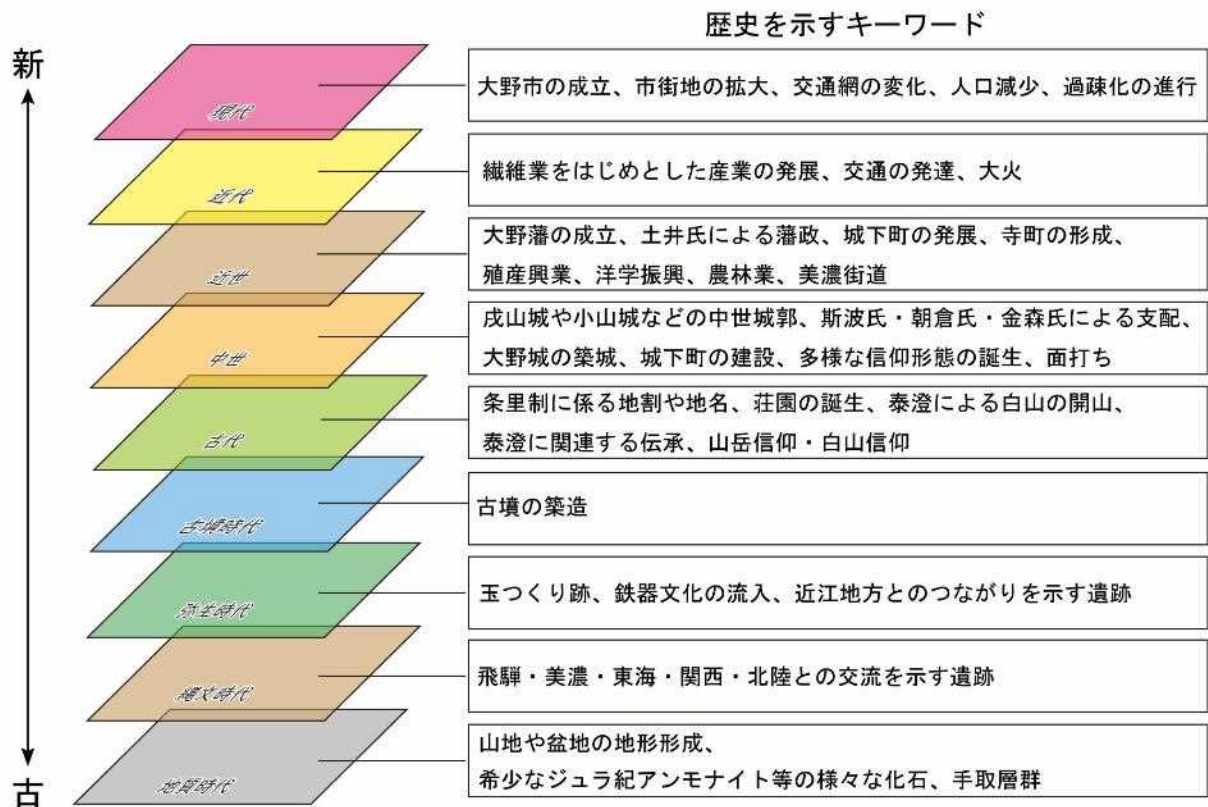 歴史を示すキーワード
新
現代
大野市の成立、市街地の拡大、交通網の変化、人口減少、過疎化の進行
近代
繊維業をはじめとした産業の発展、交通の発達、大火
近世
大野藩の成立、土井氏による藩政、城下町の発展、寺町の形成、
殖産興業、洋学振興、農林業、美濃街道
中世
戌山城や小山城などの中世城郭、斯波氏・朝倉氏・金森氏による支配、
大野城の築城、城下町の建設、多様な信仰形態の誕生、面打ち
古代
条里制に係る地割や地名、荘園の誕生、泰澄による白山の開山、
泰澄に関連する伝承、山岳信仰・白山信仰
古墳時代
古墳の築造
弥生時代
玉つくり跡、鉄器文化の流入、近江地方とのつながりを示す遺跡
縄文時代
飛騨・美濃・東海・関西・北陸との交流を示す遺跡
地質時代
山地や盆地の地形形成、
希少なジュラ紀アンモナイト等の様々な化石、手取層群
古